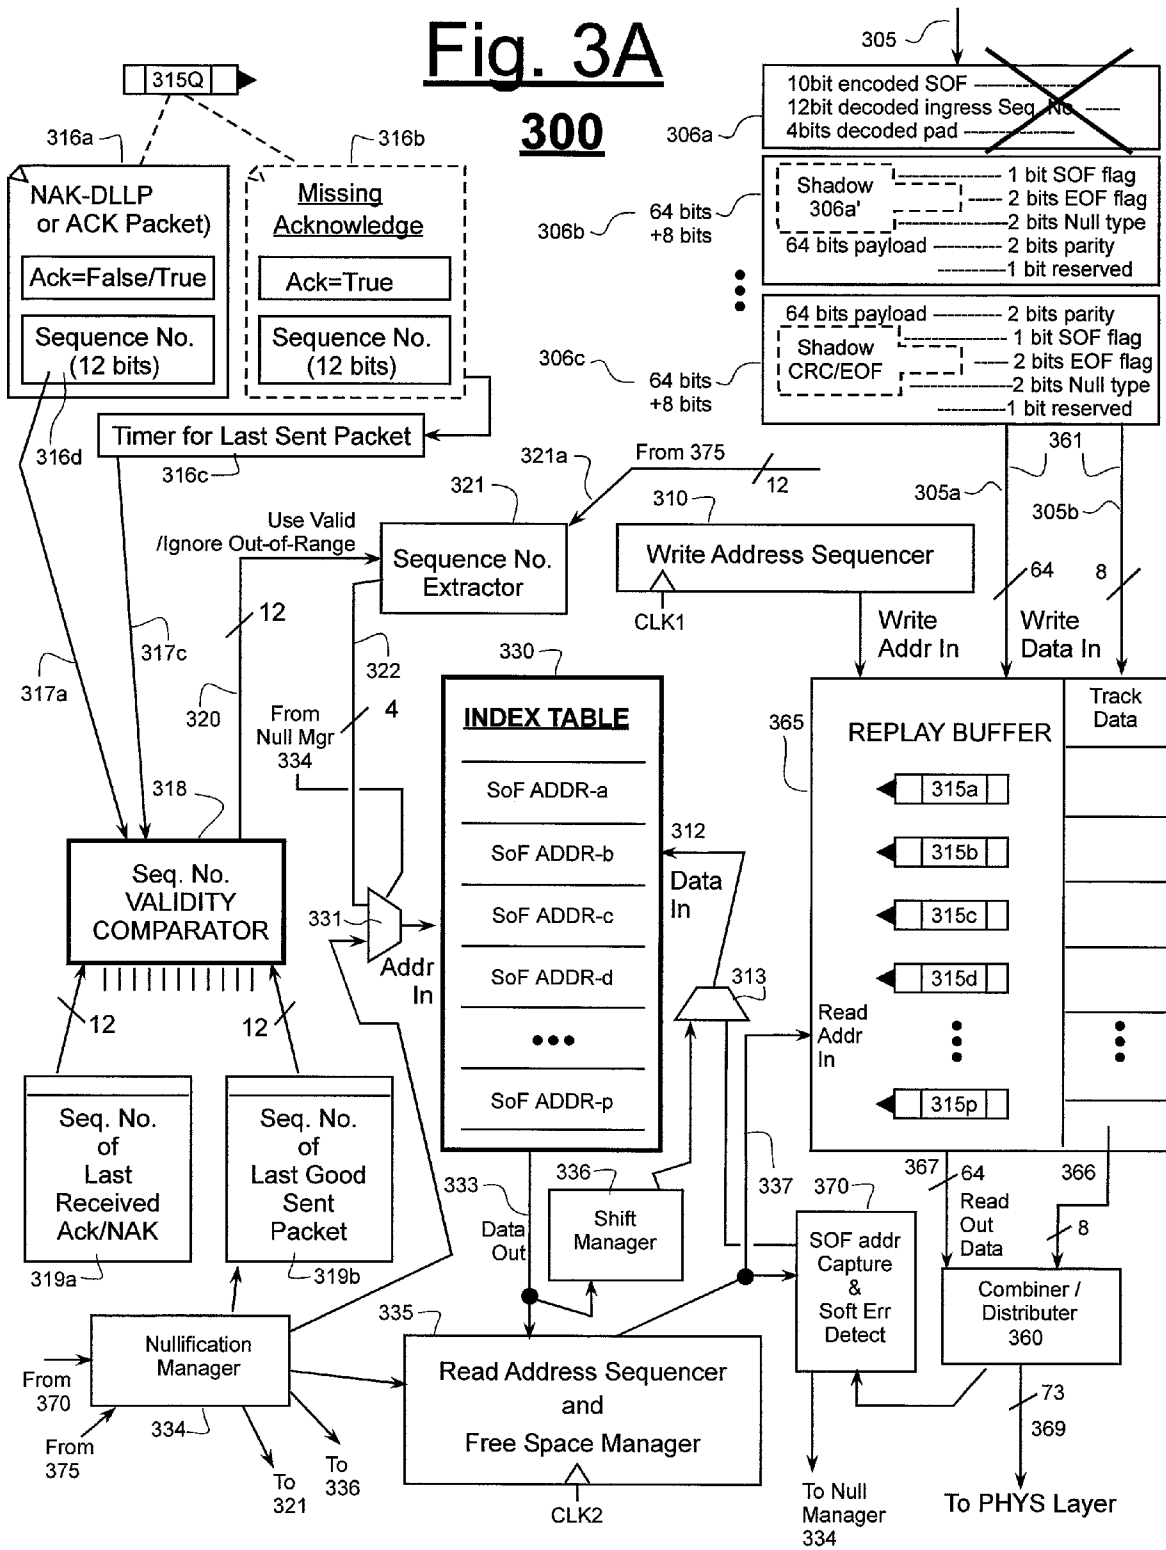 Fig. 3A
300
315Q
316a
NAK-DLLP
or ACK Packet)
Ack=False/True
Sequence No.
(12 bits)
316b
Missing
Acknowledge
Ack=True
Sequence No.
(12 bits)
316d
Timer for Last Sent Packet
316c
305
10bit encoded SOF
12bit decoded ingress Seq. No
4bits decoded pad
306a
Shadow
306a'
1 bit SOF flag
2 bits EOF flag
2 bits Null type
64 bits payload
2 bits parity
1 bit reserved
306b
64 bits
+8 bits
64 bits payload
2 bits parity
1 bit SOF flag
Shadow
CRC/EOF
2 bits EOF flag
2 bits Null type
1 bit reserved
306c
64 bits
+8 bits
361
305a
305b
64
8
Write
Addr In
Write
Data In
From 375
12
321a
321
Sequence No.
Extractor
Use Valid
/Ignore Out-of-Range
310
Write Address Sequencer
CLK1
12
317a
317c
320
322
4
From
Null Mgr
334
330
INDEX TABLE
SoF ADDR-a
SoF ADDR-b
SoF ADDR-c
SoF ADDR-d
SoF ADDR-p
312
Data
In
313
331
Addr
In
318
Seq. No.
VALIDITY
COMPARATOR
12
12
365
REPLAY BUFFER
Track
Data
315a
315b
315c
315d
315p
Read
Addr
In
Seq. No.
of
Last
Received
Ack/NAK
319a
Seq. No.
of
Last Good
Sent
Packet
319b
333
Data
Out
336
Shift
Manager
337
370
SOF addr
Capture
&
Soft Err
Detect
367
64
Read
Out
Data
366
8
Combiner /
Distributer
360
73
369
To PHYS Layer
To Null
Manager
334
335
Read Address Sequencer
and
Free Space Manager
CLK2
Nullification
Manager
334
From
370
From
375
To
321
To
336